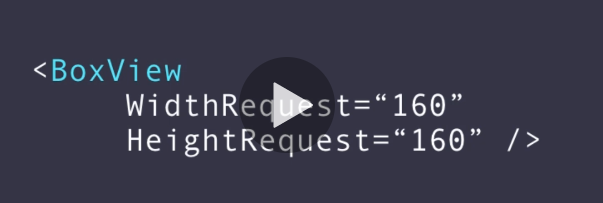 <BoxView
WidthRequest=“160”
HeightRequest=“160” />